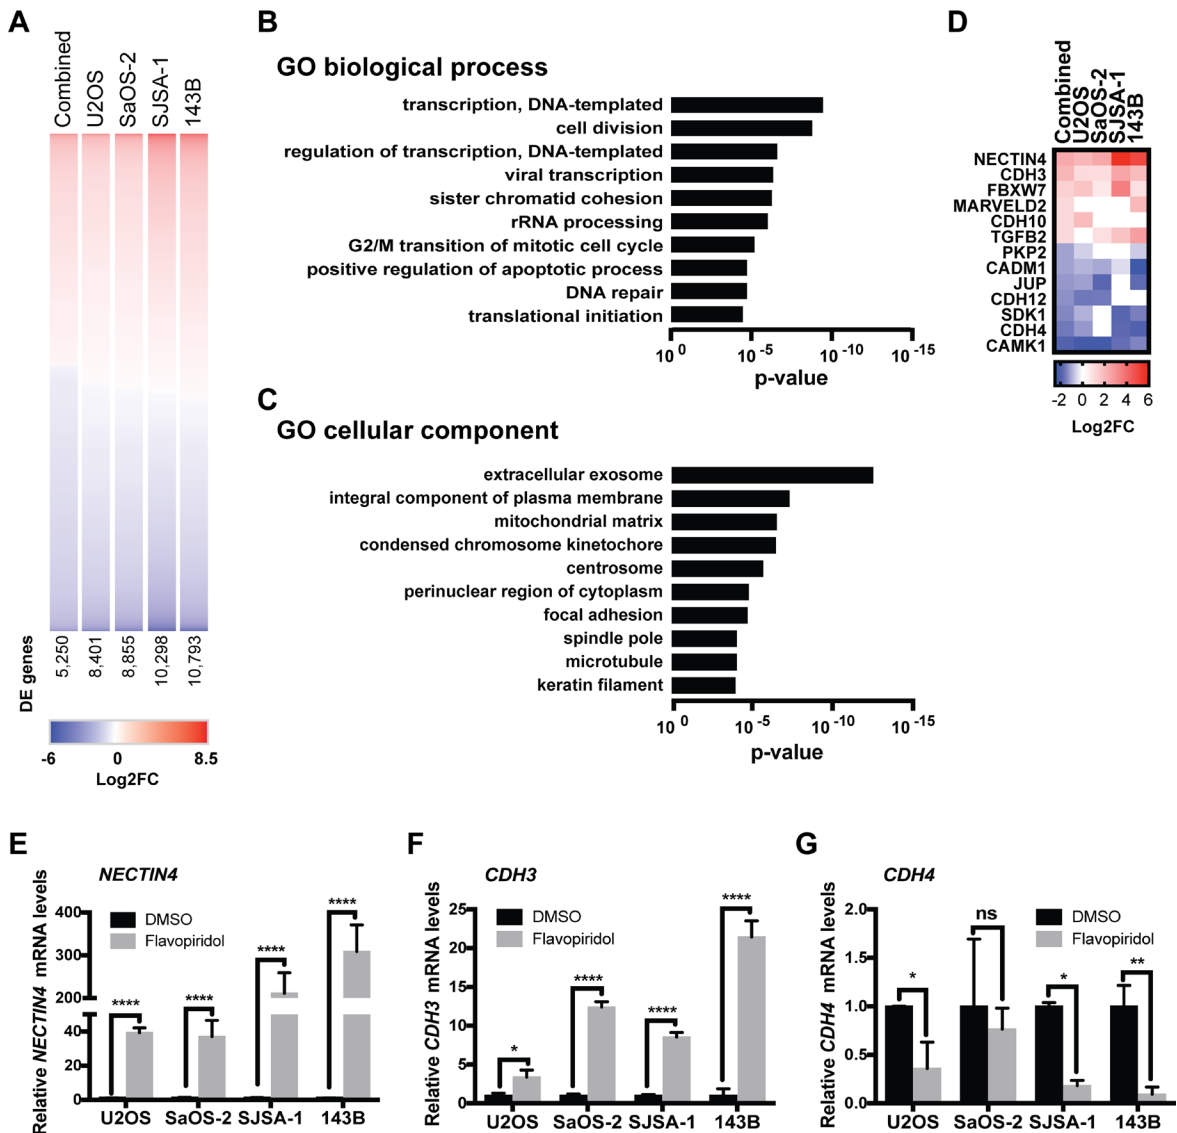 A
Combined
U2OS
SaOS-2
SJSA-1
143B
DE genes
5,250
8,401
8,855
10,298
10,793
-6
0
8.5
Log2FC
B
GO biological process
transcription, DNA-templated
cell division
regulation of transcription, DNA-templated
viral transcription
sister chromatid cohesion
rRNA processing
G2/M transition of mitotic cell cycle
positive regulation of apoptotic process
DNA repair
translational initiation
10 0
10 -5
10 -10
10 -15
p-value
C
GO cellular component
extracellular exosome
integral component of plasma membrane
mitochondrial matrix
condensed chromosome kinetochore
centrosome
perinuclear region of cytoplasm
focal adhesion
spindle pole
microtubule
keratin filament
10 0
10 -5
10 -10
10 -15
p-value
D
Combined
U2OS
SaOS-2
SJSA-1
143B
NECTIN4
CDH3
FBXW7
MARVELD2
CDH10
TGFB2
PKP2
CADM1
JUP
CDH12
SDK1
CDH4
CAMK1
-2 0 2 4 6
Log2FC
E
NECTIN4
Relative NECTIN4 mRNA levels
400
300
200
40
20
0
DMSO
Flavopiridol
****
****
****
****
U2OS SaOS-2 SJSA-1 143B
F
CDH3
Relative CDH3 mRNA levels
25
20
15
10
5
0
DMSO
Flavopiridol
*
****
****
****
U2OS SaOS-2 SJSA-1 143B
G
CDH4
Relative CDH4 mRNA levels
2.0
1.5
1.0
0.5
0.0
DMSO
Flavopiridol
*
ns
*
**
U2OS SaOS-2 SJSA-1 143B